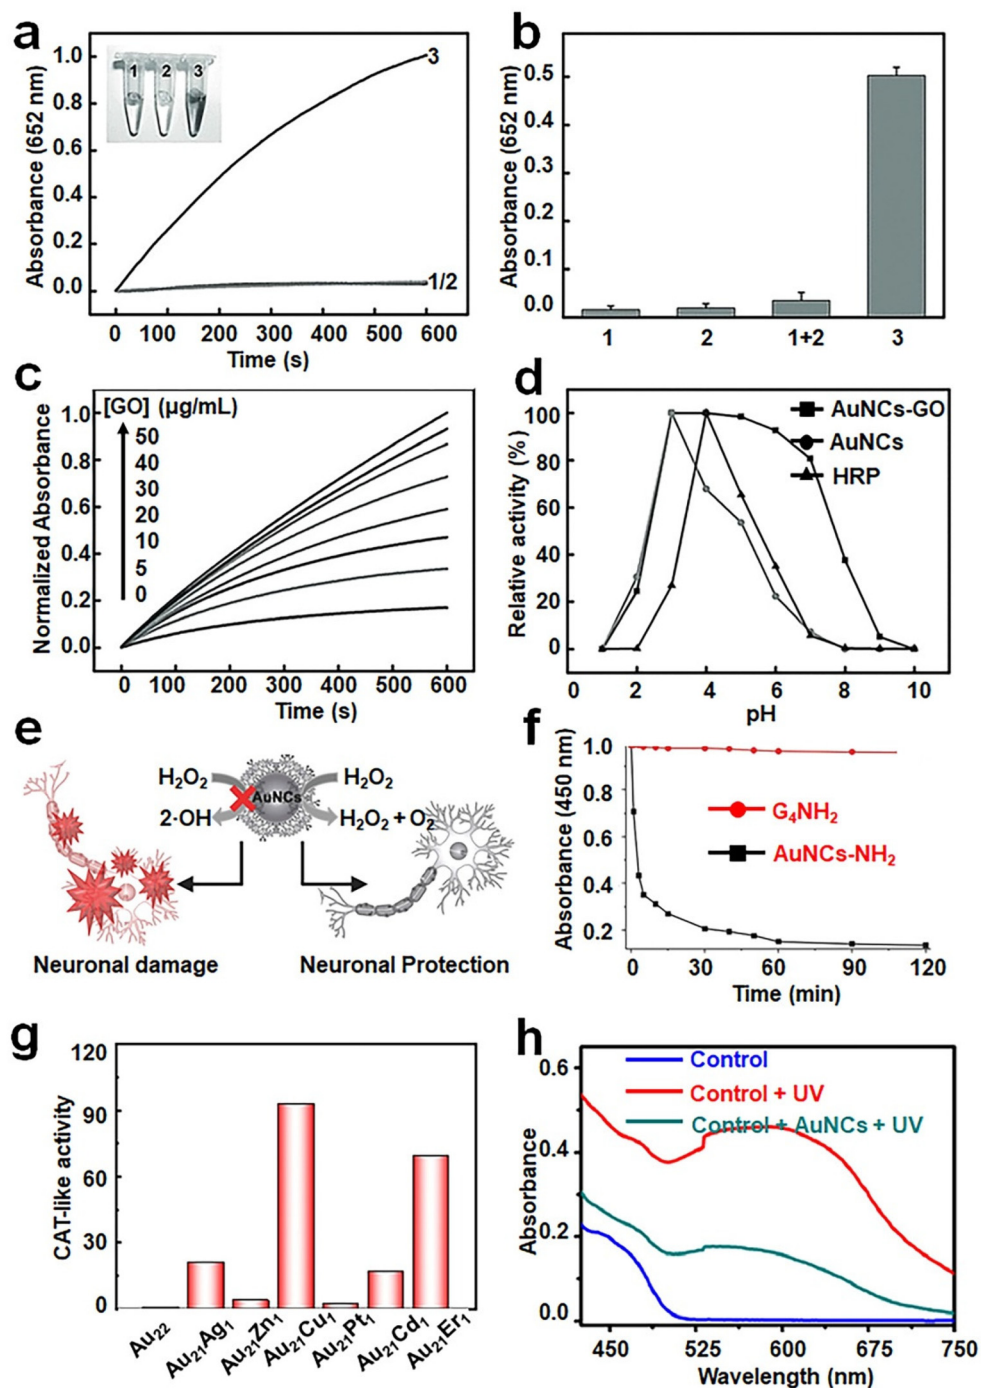 a
Absorbance (652 nm)
1.0
0.8
0.6
0.4
0.2
0.0
1 2 3
3
1/2
0 100 200 300 400 500 600
Time (s)
b
Absorbance (652 nm)
0.5
0.4
0.3
0.2
0.1
0.0
1 2 1+2 3
c
Normalized Absorbance
1.0
0.8
0.6
0.4
0.2
0.0
[GO] (µg/mL)
50
40
30
20
10
5
0
0 100 200 300 400 500 600
Time (s)
d
Relative activity (%)
100
80
60
40
20
0
AuNCs-GO
AuNCs
HRP
0 2 4 6 8 10
pH
e
H₂O₂ H₂O₂
AuNCs
2·OH H₂O₂ + O₂
Neuronal damage Neuronal Protection
f
Absorbance (450 nm)
1.0
0.8
0.6
0.4
0.2
G₄NH₂
AuNCs-NH₂
0 30 60 90 120
Time (min)
g
CAT-like activity
120
90
60
30
0
Au₂₂ Au₂₁Ag₁ Au₂₁Zn₁ Au₂₁Cu₁ Au₂₁Pt₁ Au₂₁Cd₁ Au₂₁Er₁
h
Absorbance
0.6
0.4
0.2
0.0
Control
Control + UV
Control + AuNCs + UV
450 525 600 675 750
Wavelength (nm)